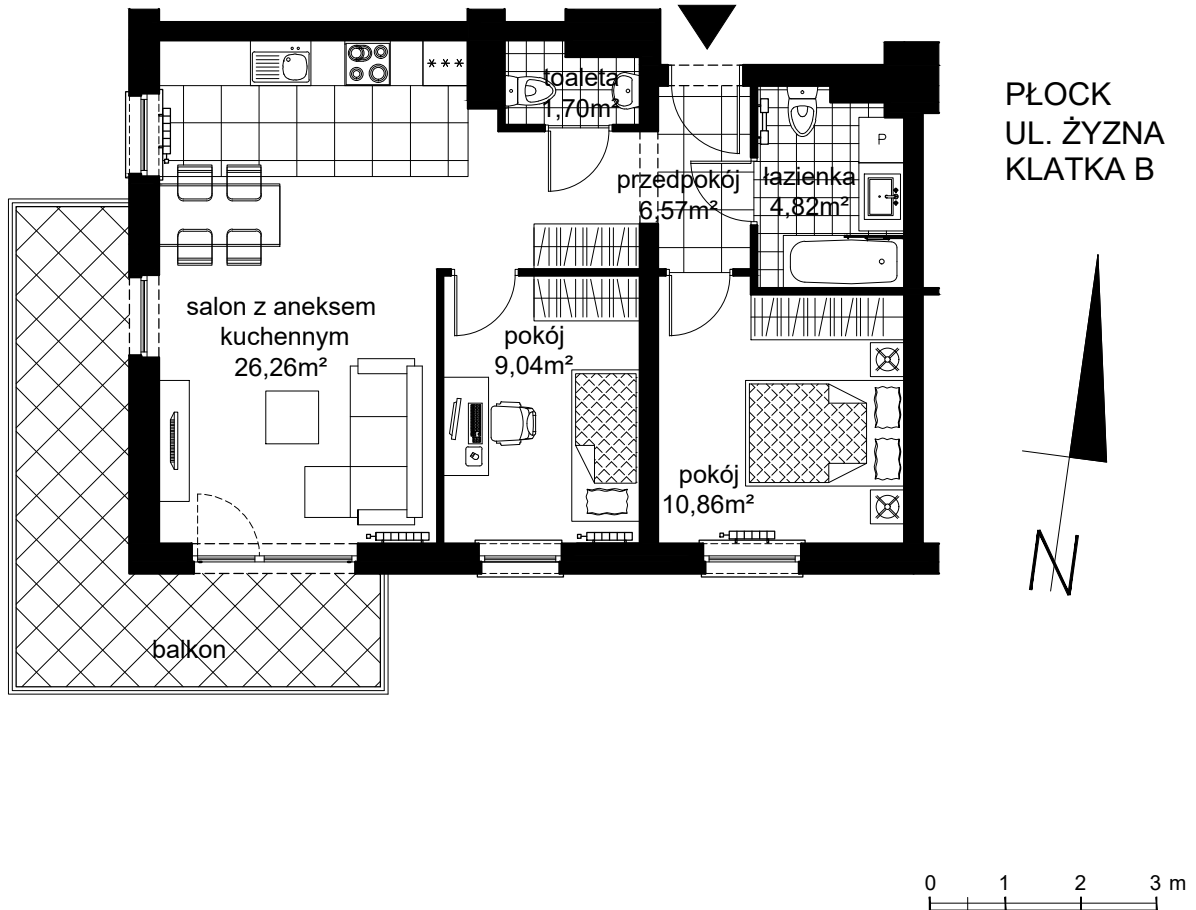 toaleta
1,70m²
PŁOCK
UL. ŻYZNA
KLATKA B
P
przedpokój
6,57m²
łazienka
4,82m²
salon z aneksem
kuchennym
26,26m²
pokój
9,04m²
pokój
10,86m²
N
balkon
0 1 2 3 m